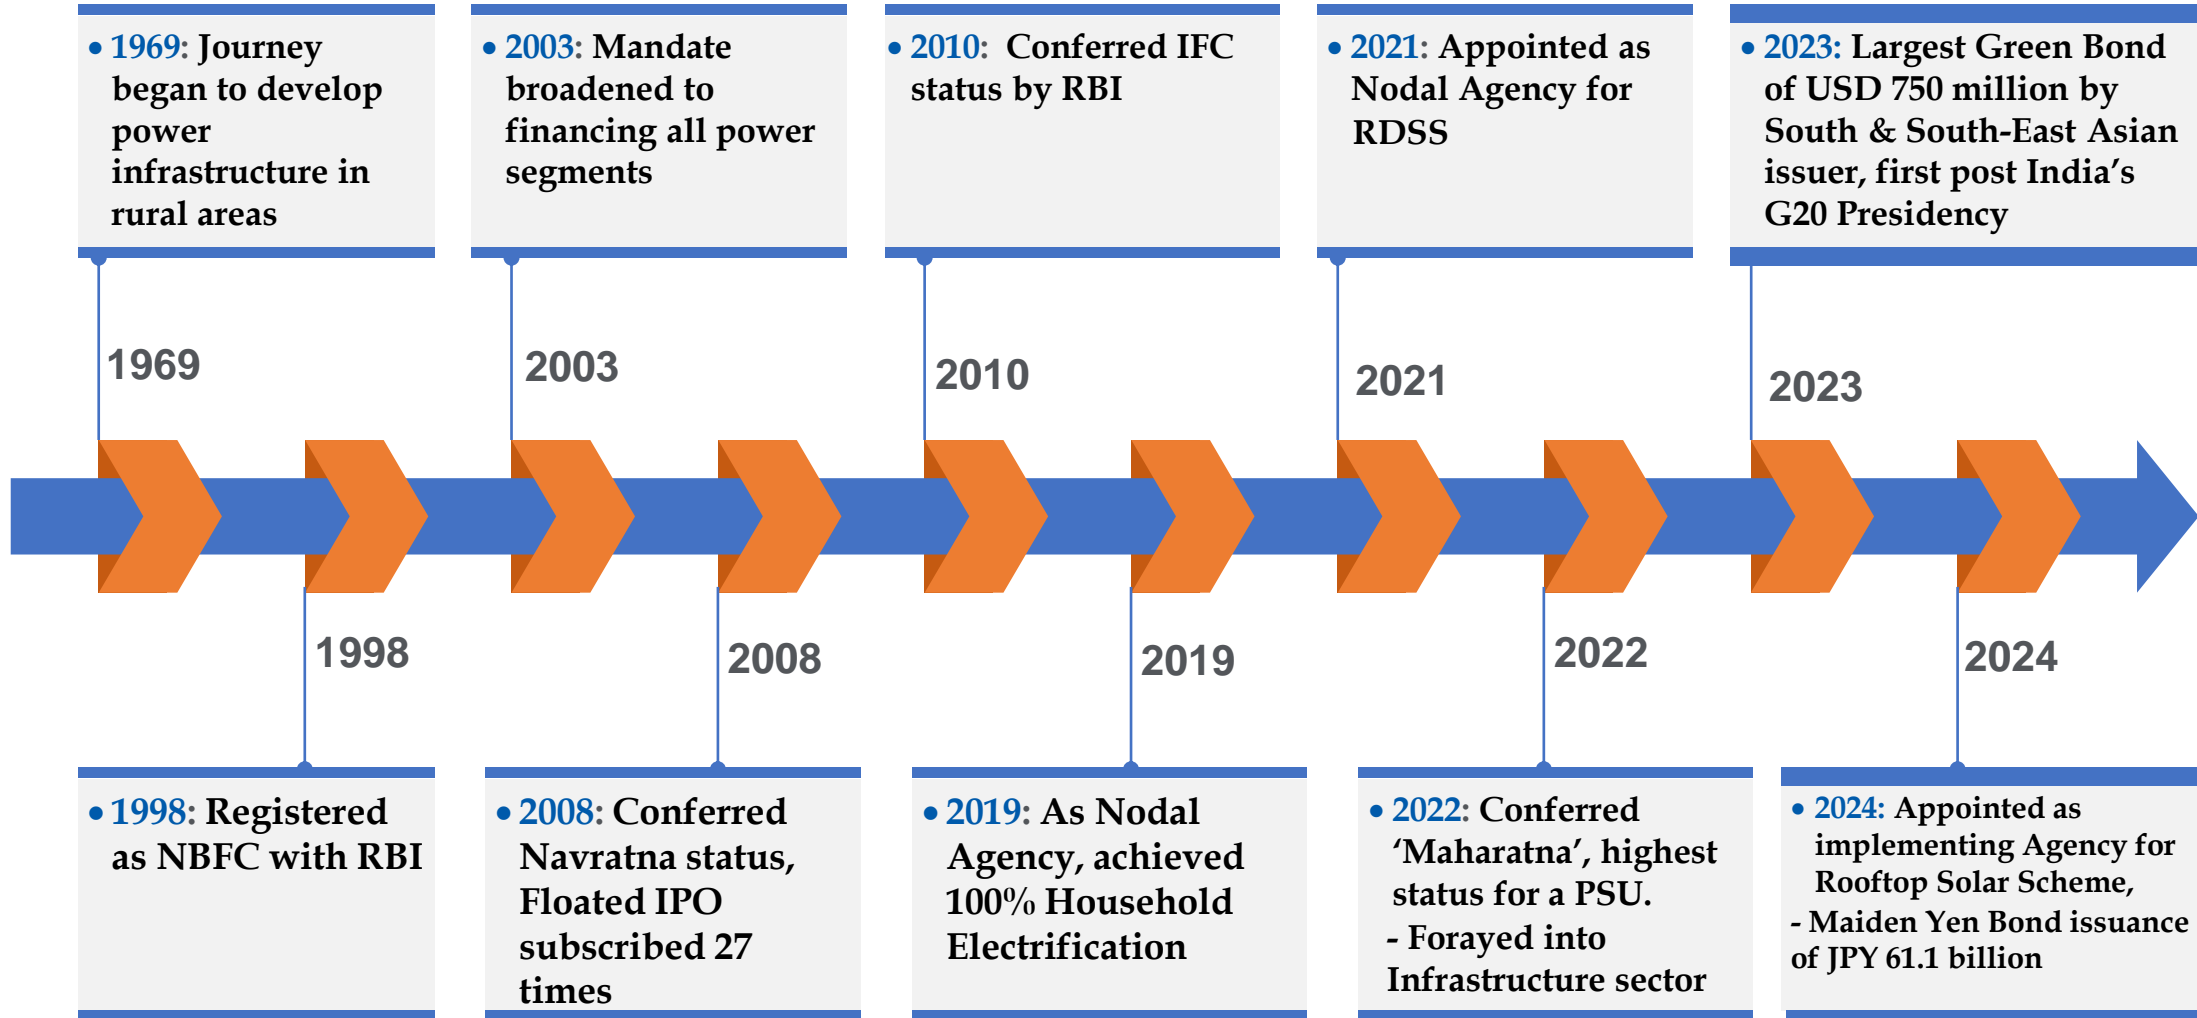 • 1969: Journey
began to develop
power
infrastructure in
rural areas
• 2003: Mandate
broadened to
financing all power
segments
• 2010: Conferred IFC
status by RBI
• 2021: Appointed as
Nodal Agency for
RDSS
• 2023: Largest Green Bond
of USD 750 million by
South & South-East Asian
issuer, first post India’s
G20 Presidency
1969
2003
2010
2021
2023
1998
2008
2019
2022
2024
• 1998: Registered
as NBFC with RBI
• 2008: Conferred
Navratna status,
Floated IPO
subscribed 27
times
• 2019: As Nodal
Agency, achieved
100% Household
Electrification
• 2022: Conferred
‘Maharatna’, highest
status for a PSU.
- Forayed into
Infrastructure sector
• 2024: Appointed as
implementing Agency for
Rooftop Solar Scheme,
- Maiden Yen Bond issuance
of JPY 61.1 billion